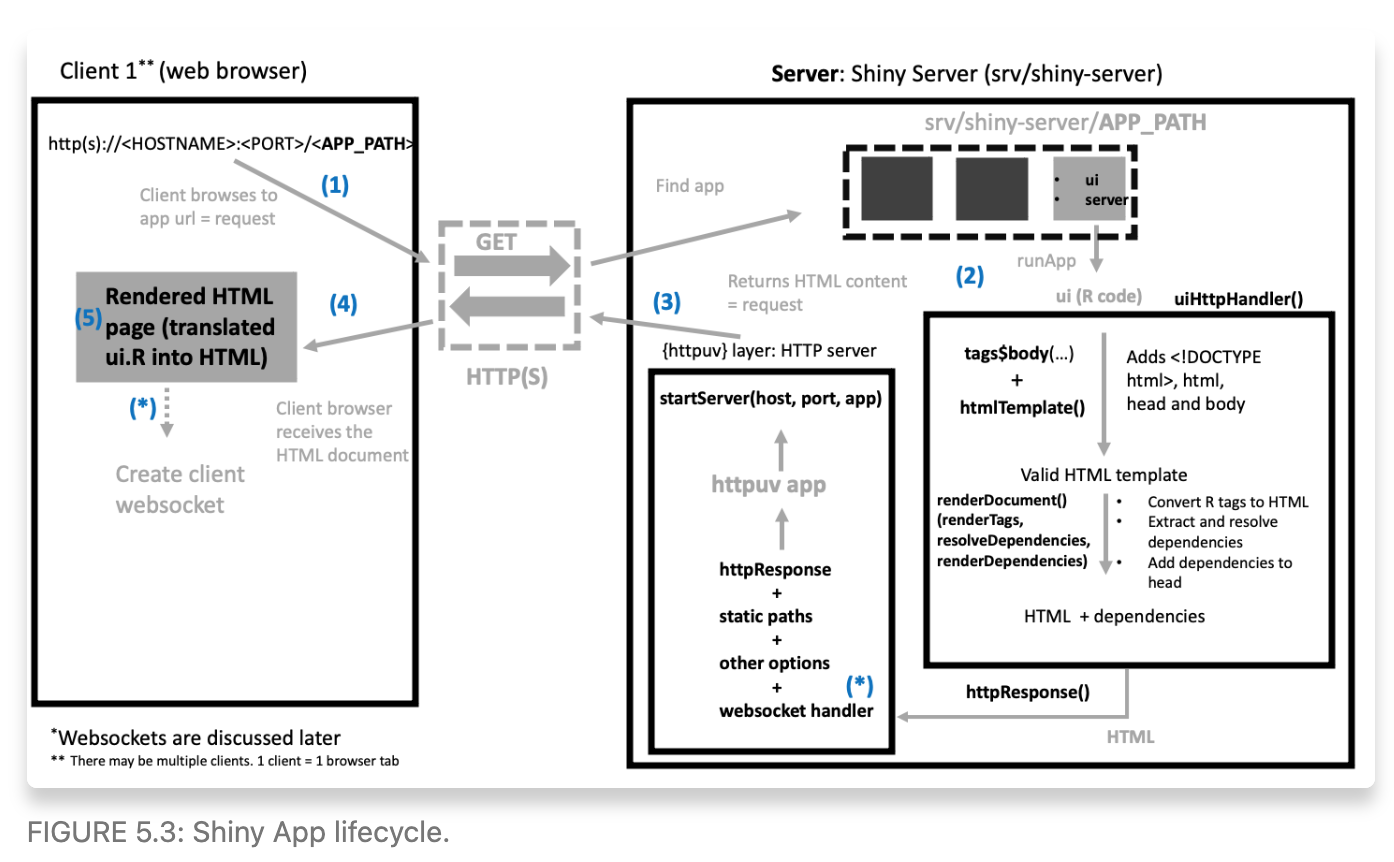 Client 1** (web browser)
http(s)://<HOSTNAME>:<PORT>/<APP_PATH>
(1)
Client browses to
app url = request
(5)
Rendered HTML
page (translated
ui.R into HTML)
(4)
(*)
Client browser
receives the
HTML document
Create client
websocket
*Websockets are discussed later
** There may be multiple clients. 1 client = 1 browser tab
GET
HTTP(S)
Server: Shiny Server (srv/shiny-server)
srv/shiny-server/APP_PATH
Find app
• ui
• server
runApp
(2)
Returns HTML content
= request
(3)
ui (R code)
uiHttpHandler()
{httpuv} layer: HTTP server
startServer(host, port, app)
httpuv app
httpResponse
+
static paths
+
other options
+
(*)
websocket handler
tags$body(...)
+
htmlTemplate()
Adds <!DOCTYPE
html>, html,
head and body
Valid HTML template
renderDocument()
(renderTags,
resolveDependencies,
renderDependencies)
• Convert R tags to HTML
• Extract and resolve
dependencies
• Add dependencies to
head
HTML + dependencies
httpResponse()
HTML
FIGURE 5.3: Shiny App lifecycle.